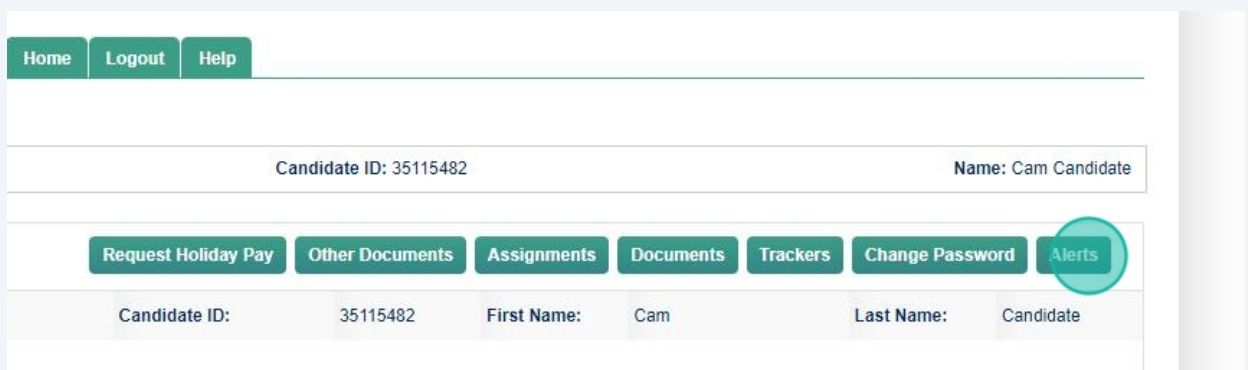 Home Logout Help
Candidate ID: 35115482 Name: Cam Candidate
Request Holiday Pay Other Documents Assignments Documents Trackers Change Password Alerts
Candidate ID: 35115482 First Name: Cam Last Name: Candidate